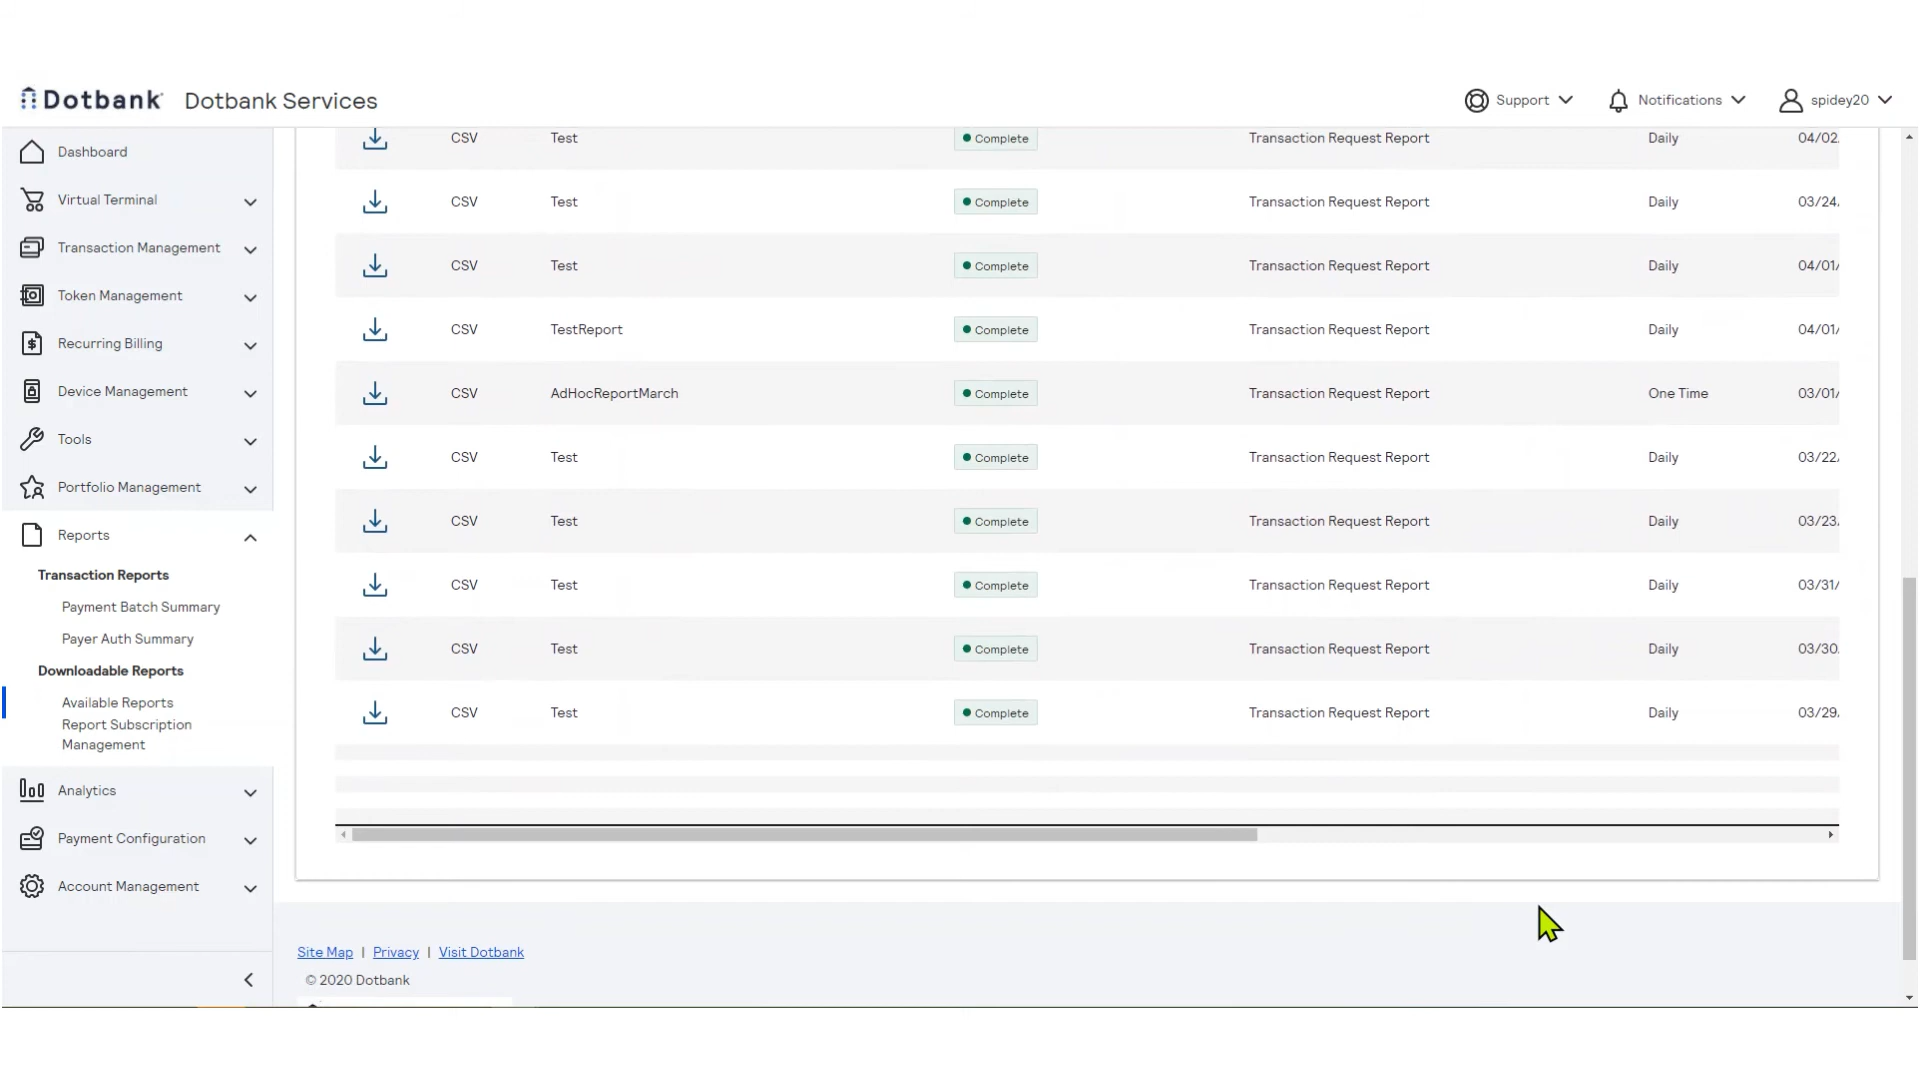 Dotbank Dotbank Services Support Notifications spidey20
Dashboard
Virtual Terminal
Transaction Management
Token Management
Recurring Billing
Device Management
Tools
Portfolio Management
Reports
Transaction Reports
Payment Batch Summary
Payer Auth Summary
Downloadable Reports
Available Reports
Report Subscription
Management
Analytics
Payment Configuration
Account Management
CSV Test Complete Transaction Request Report Daily 04/02
CSV Test Complete Transaction Request Report Daily 03/24
CSV Test Complete Transaction Request Report Daily 04/01/
CSV TestReport Complete Transaction Request Report Daily 04/01/
CSV AdHocReportMarch Complete Transaction Request Report One Time 03/01/
CSV Test Complete Transaction Request Report Daily 03/22
CSV Test Complete Transaction Request Report Daily 03/23
CSV Test Complete Transaction Request Report Daily 03/31/
CSV Test Complete Transaction Request Report Daily 03/30
CSV Test Complete Transaction Request Report Daily 03/29
Site Map | Privacy | Visit Dotbank
© 2020 Dotbank